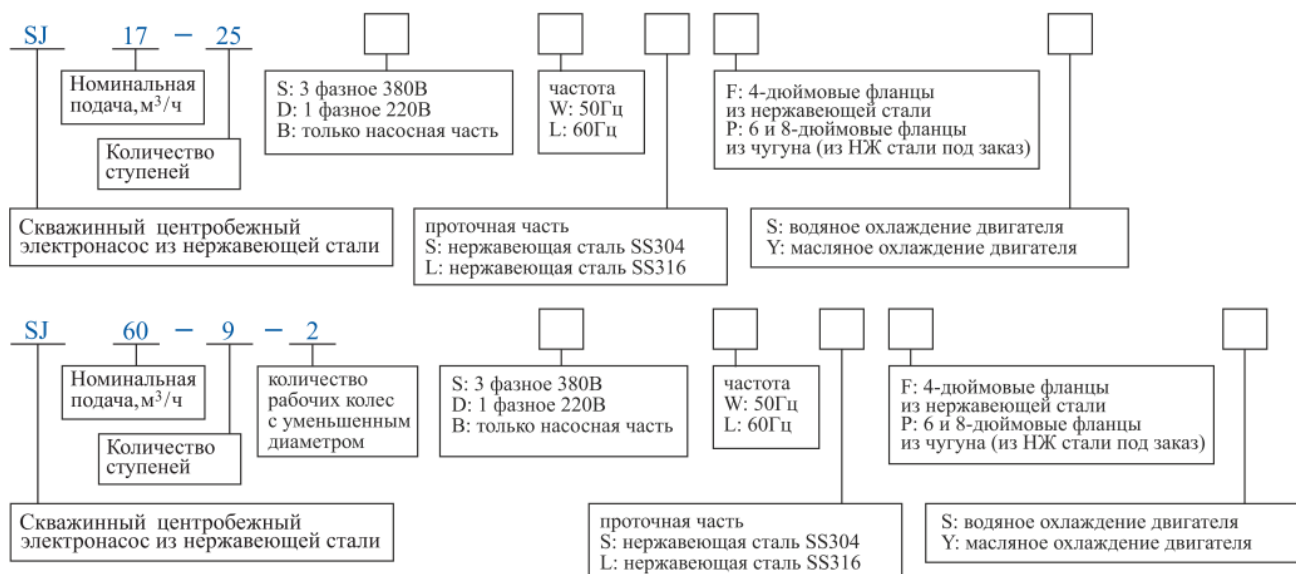 SJ 17 – 25
Номинальная
подача, м³/ч
Количество
ступеней
Скважинный центробежный
электронасос из нержавеющей стали
S: 3 фазное 380В
D: 1 фазное 220В
B: только насосная часть
частота
W: 50Гц
L: 60Гц
проточная часть
S: нержавеющая сталь SS304
L: нержавеющая сталь SS316
F: 4-дюймовые фланцы
из нержавеющей стали
P: 6 и 8-дюймовые фланцы
из чугуна (из НЖ стали под заказ)
S: водяное охлаждение двигателя
Y: масляное охлаждение двигателя
SJ 60 – 9 – 2
Номинальная
подача, м³/ч
Количество
ступеней
количество
рабочих колес
с уменьшенным
диаметром
Скважинный центробежный
электронасос из нержавеющей стали
S: 3 фазное 380В
D: 1 фазное 220В
B: только насосная часть
частота
W: 50Гц
L: 60Гц
проточная часть
S: нержавеющая сталь SS304
L: нержавеющая сталь SS316
F: 4-дюймовые фланцы
из нержавеющей стали
P: 6 и 8-дюймовые фланцы
из чугуна (из НЖ стали под заказ)
S: водяное охлаждение двигателя
Y: масляное охлаждение двигателя